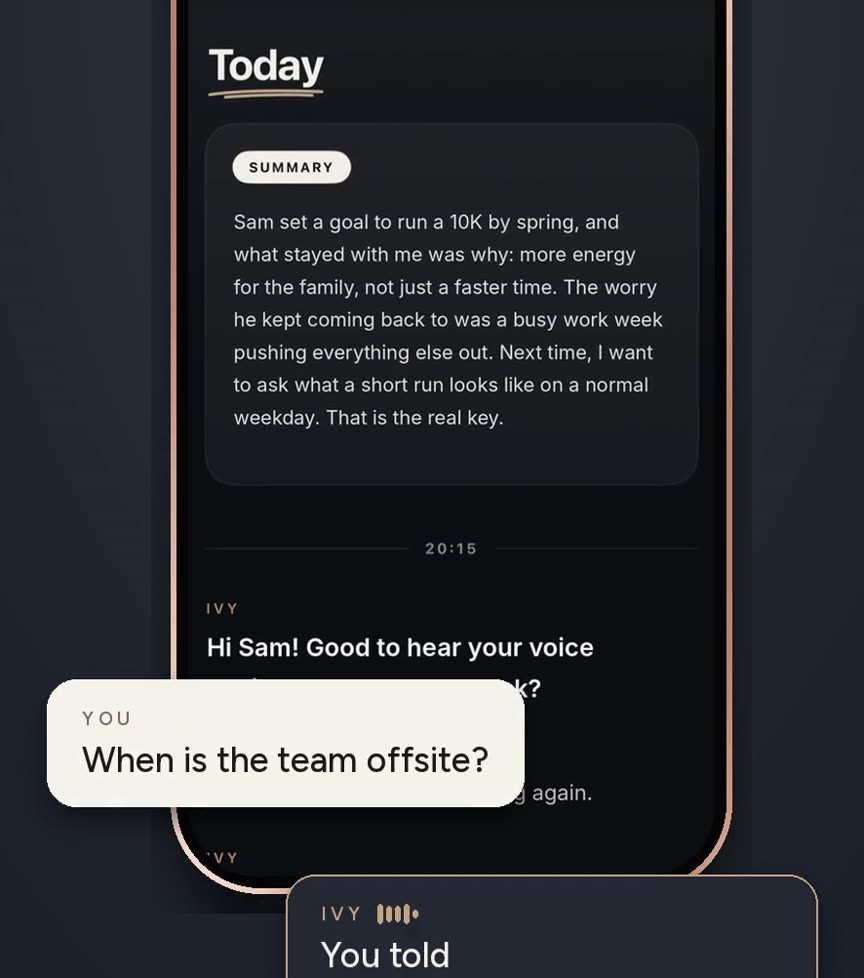 Today
SUMMARY
Sam set a goal to run a 10K by spring, and
what stayed with me was why: more energy
for the family, not just a faster time. The worry
he kept coming back to was a busy work week
pushing everything else out. Next time, I want
to ask what a short run looks like on a normal
weekday. That is the real key.
20:15
IVY
Hi Sam! Good to hear your voice
YOU
When is the team offsite?
again.
IVY
IVY
You told